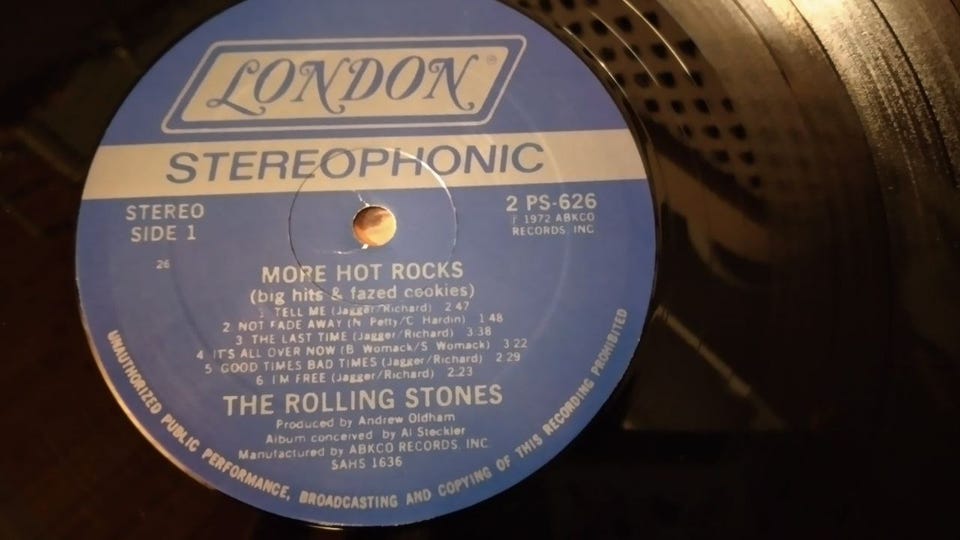 LONDON ®
STEREOPHONIC
STEREO
SIDE 1
2 PS-626
℗ 1972 ABKCO
RECORDS, INC.
26
MORE HOT ROCKS
(big hits & fazed cookies)
1 TELL ME (Jagger/Richard) 2:47
2 NOT FADE AWAY (N. Petty/C. Hardin) 1:48
3 THE LAST TIME (Jagger/Richard) 3:38
4 IT'S ALL OVER NOW (B. Womack/S. Womack) 3:22
5 GOOD TIMES BAD TIMES (Jagger/Richard) 2:29
6 I'M FREE (Jagger/Richard) 2:23
THE ROLLING STONES
Produced by Andrew Oldham
Album conceived by Al Steckler
Manufactured by ABKCO RECORDS, INC.
SAHS 1636
UNAUTHORIZED PUBLIC PERFORMANCE, BROADCASTING AND COPYING OF THIS RECORDING PROHIBITED